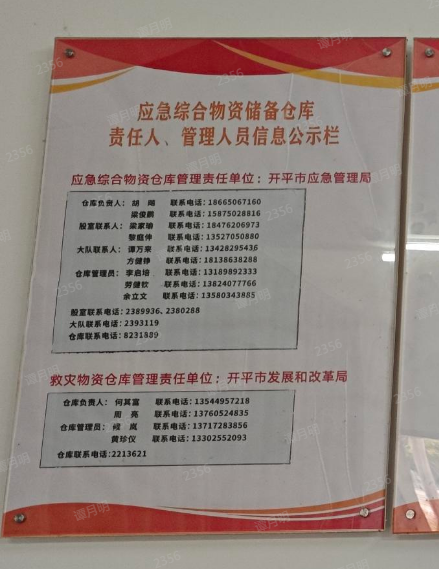 应急综合物资储备仓库
责任人、管理人员信息公示栏
应急综合物资仓库管理责任单位：开平市应急管理局
仓库负责人： 胡 联系电话：18665067160
梁俊鹏 联系电话：15875028816
股室联系人：梁家瑜 联系电话：18476206973
黎庭仲 联系电话：13527050880
大队联系人：谭万来 联系电话：13428295436
方健铮 联系电话：18138638288
仓库管理员：李启培 联系电话：13189892333
劳健钦 联系电话：13824077766
余立文 联系电话：13580343885
股室联系电话：2389936、2380288
大队联系电话：2393119
仓库联系电话：8231889
救灾物资仓库管理责任单位：开平市发展和改革局
仓库负责人：何其富 联系电话：13544957218
周 亮 联系电话：13760524835
仓库管理员：候 岚 联系电话：13717283856
黄珍仪 联系电话：13302552093
仓库联系电话：2213621
谭月明 2356